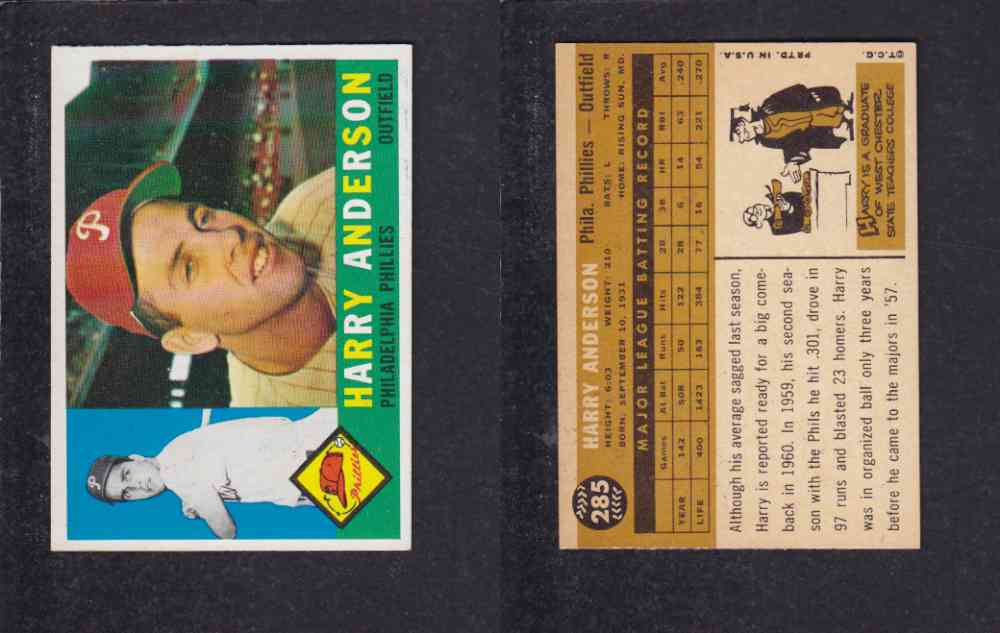 P
HARRY ANDERSON
PHILADELPHIA PHILLIES OUTFIELD
Phillies
285
HARRY ANDERSON Phila. Phillies — Outfield
HEIGHT: 6:03 WEIGHT: 210 BATS: L THROWS: R
BORN: SEPTEMBER 10, 1931 HOME: RISING SUN, MD.
MAJOR LEAGUE BATTING RECORD
Games At Bat Runs Hits 2B 3B HR RBI Avg
YEAR 142 508 50 122 28 6 14 63 .240
LIFE 400 1423 183 384 77 16 54 221 .270
Although his average sagged last season,
Harry is reported ready for a big come-
back in 1960. In 1959, his second sea-
son with the Phils he hit .301, drove in
97 runs and blasted 23 homers. Harry
was in organized ball only three years
before he came to the majors in '57.
HARRY IS A GRADUATE
OF WEST CHESTER
STATE TEACHERS COLLEGE
©T.C.G. PRTD. IN U.S.A.